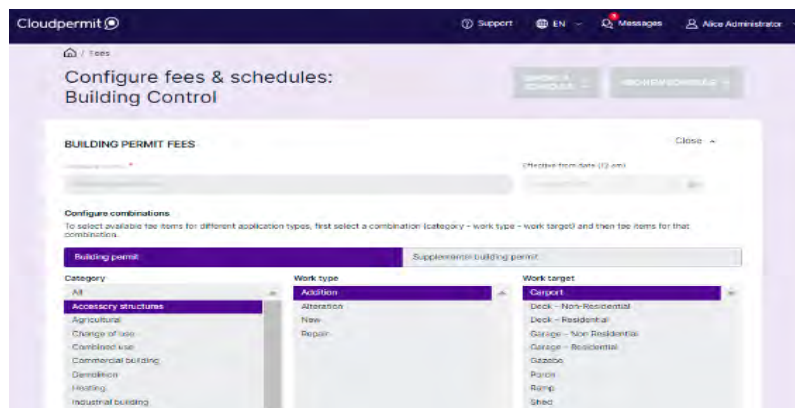 Cloudpermit
Support EN Messages Alice Administrator
/ Fees
Configure fees & schedules:
Building Control
BUILDING PERMIT FEES
Close
Effective from date (12 am)
Configure combinations
To select available fee items for different application types, first select a combination (category - work type - work target) and then fee items for that
combination.
Building permit Supplemental building permit
Category Work type Work target
All Addition Carport
Accessory structures Alteration Deck - Non-Residential
Agricultural New Deck - Residential
Change of use Repair Garage - Non Residential
Combined use Garage - Residential
Commercial building Gazebo
Demolition Porch
Heating Ramp
Industrial building Shed